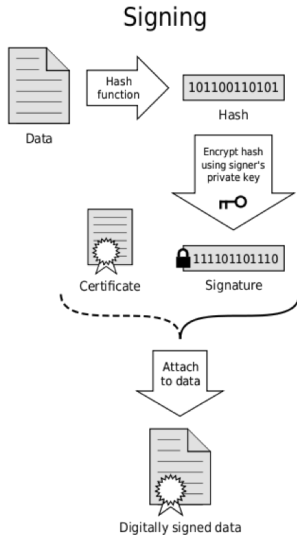 Signing
Hash
function
101100110101
Hash
Data
Encrypt hash
using signer's
private key
111101101110
Certificate
Signature
Attach
to data
Digitally signed data